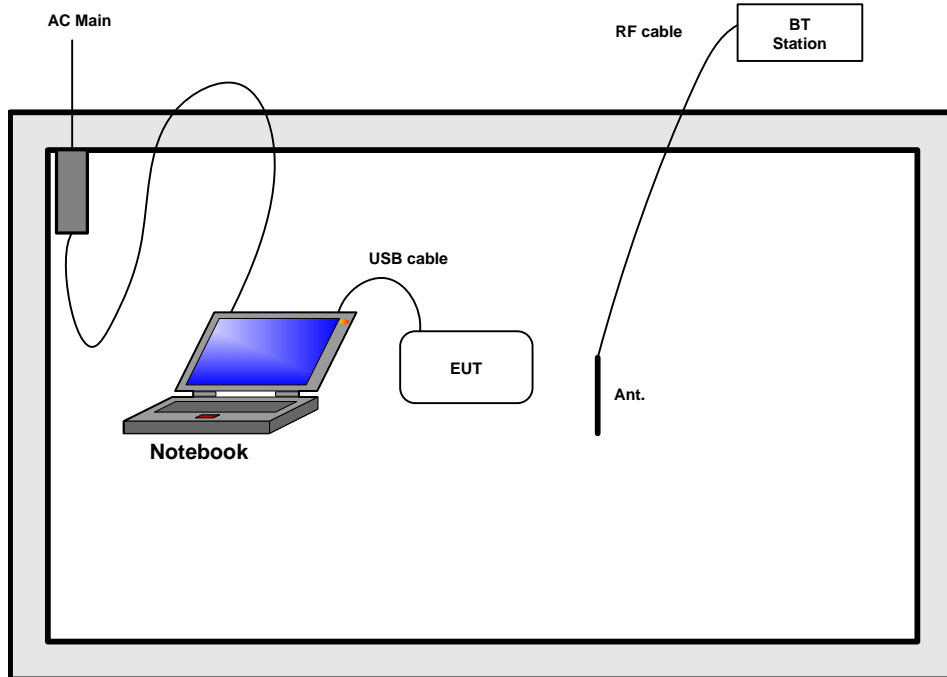 AC Main
RF cable
BT
Station
USB cable
EUT
Ant.
Notebook